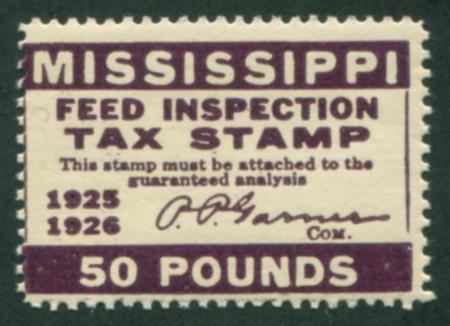 MISSISSIPPI
FEED INSPECTION
TAX STAMP
This stamp must be attached to the
guaranteed analysis
1925
1926
P. P. Garner
COM.
50 POUNDS